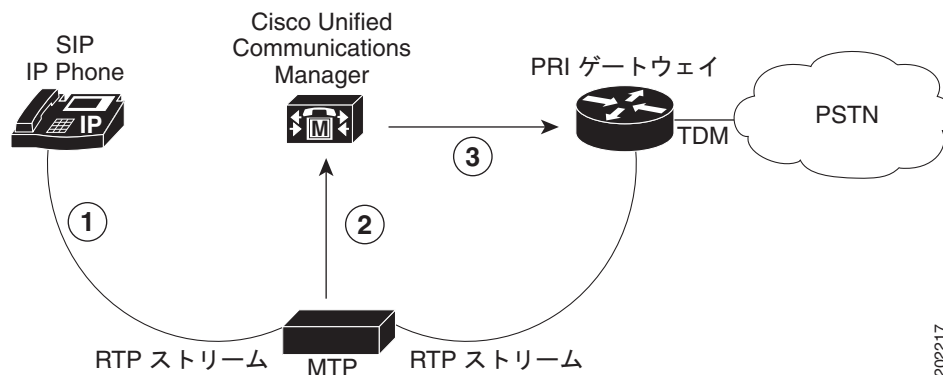 SIP
IP Phone
IP
Cisco Unified
Communications
Manager
M
PRI ゲートウェイ
TDM
PSTN
1
2
3
RTP ストリーム
MTP
RTP ストリーム
202217